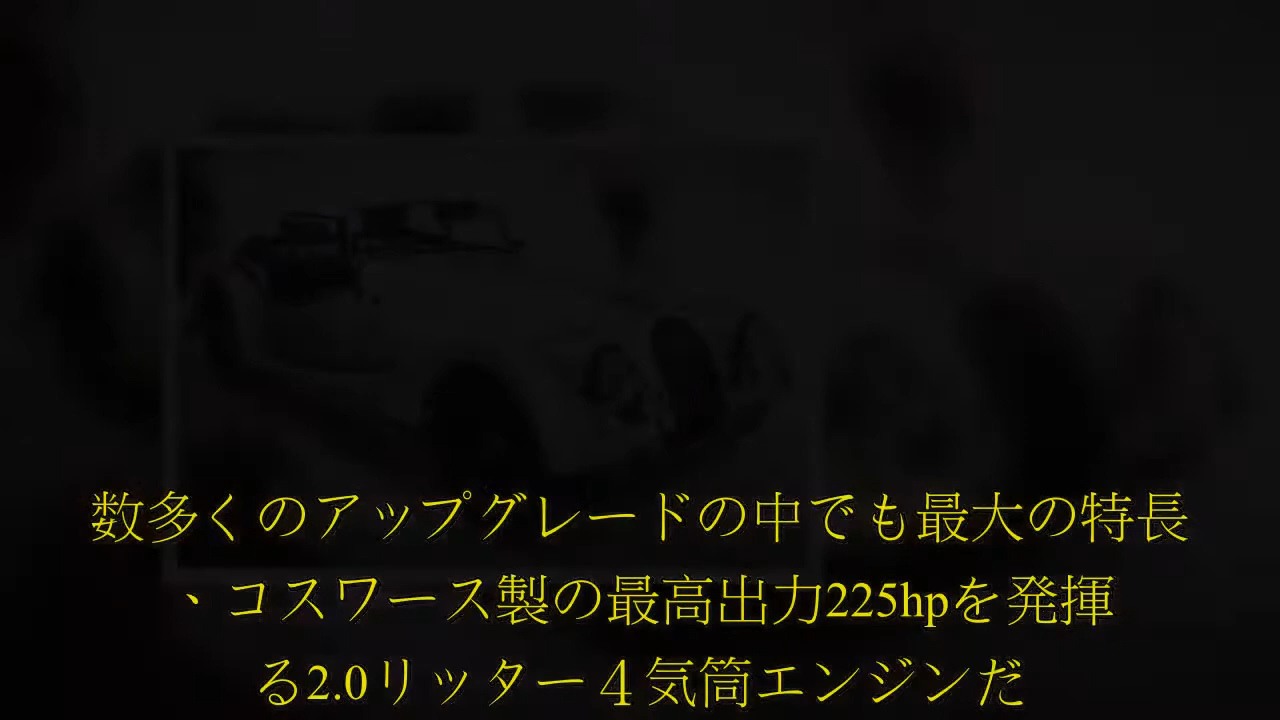 数多くのアップグレードの中でも最大の特長
、コスワース製の最高出力225hpを発揮
る2.0リッター４気筒エンジンだ